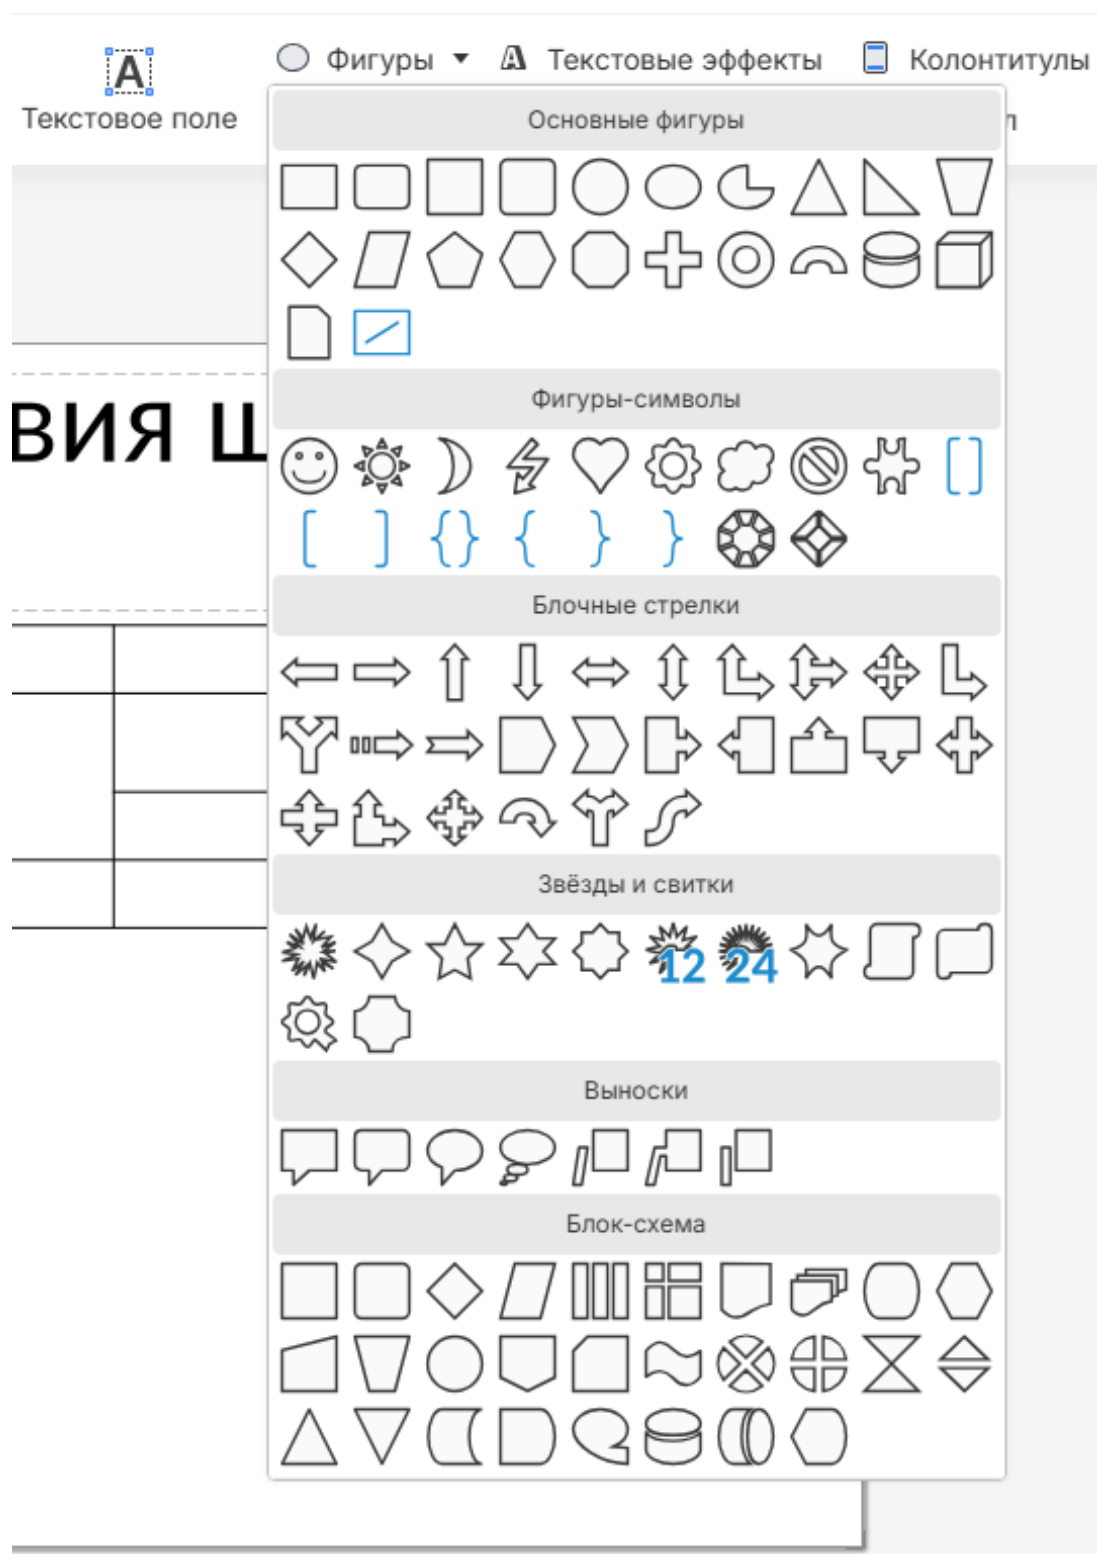 A
Текстовое поле
Фигуры
A Текстовые эффекты
Колонтитулы
Основные фигуры
л
Фигуры-символы
вия ш
Блочные стрелки
Звёзды и свитки
12
24
Выноски
Блок-схема